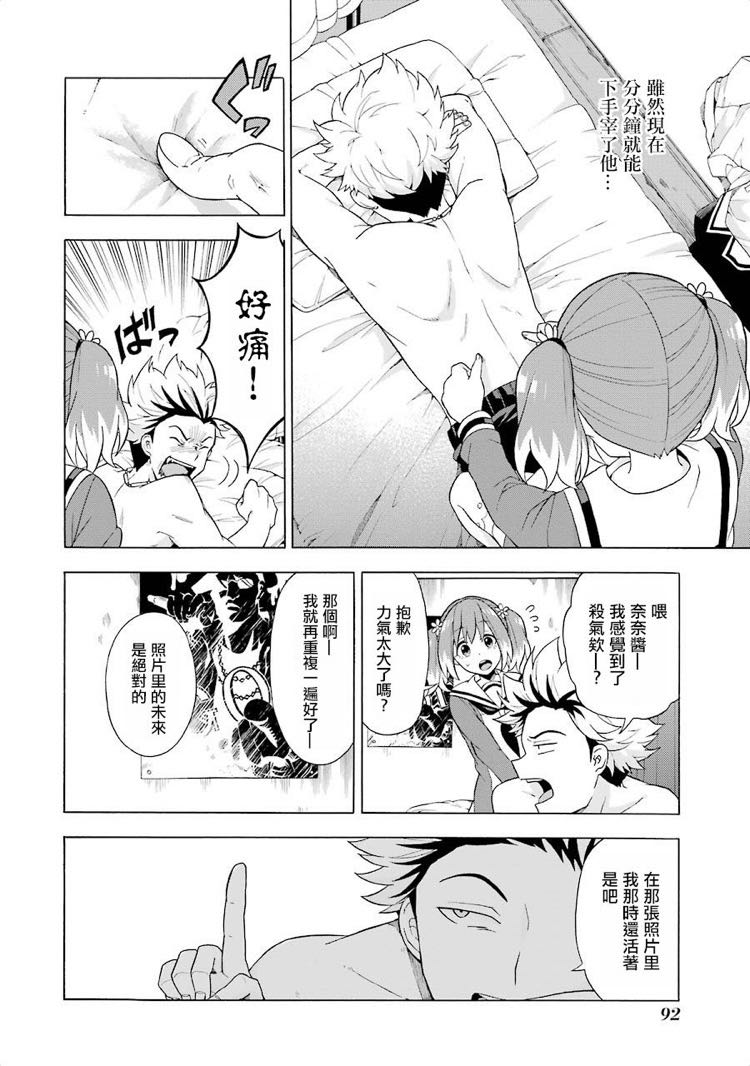 雖然現在
分分鐘就能
下手宰了他…
ぐぐぐ
好痛！
ばっ
喂
奈奈醬—
我感覺到了
殺氣欸—？
抱歉
力氣太大了嗎？
那個啊—
我就再重複一遍好了—
照片里的未來
是絕對的
在那張照片里
我那時還活著
是吧
92